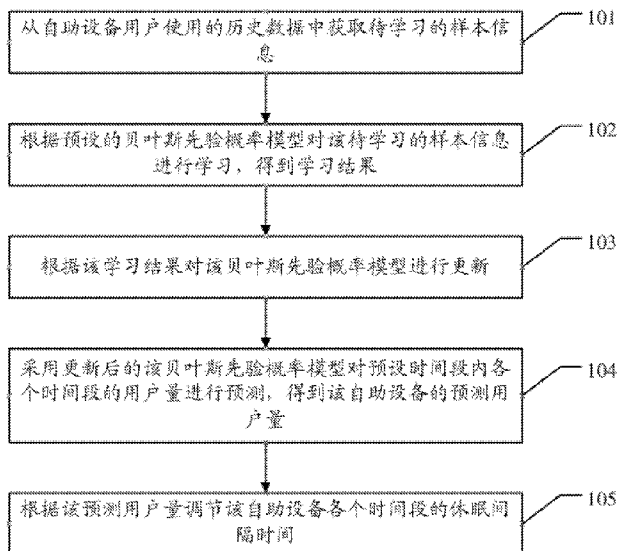 从自助设备用户使用的历史数据中获取待学习的样本信
息
101
根据预设的贝叶斯先验概率模型对该待学习的样本信息
进行学习，得到学习结果
102
根据该学习结果对该贝叶斯先验概率模型进行更新
103
采用更新后的该贝叶斯先验概率模型对预设时间段内各
个时间段的用户量进行预测，得到该自助设备的预测用
户量
104
根据该预测用户量调节该自助设备各个时间段的休眠间
隔时间
105